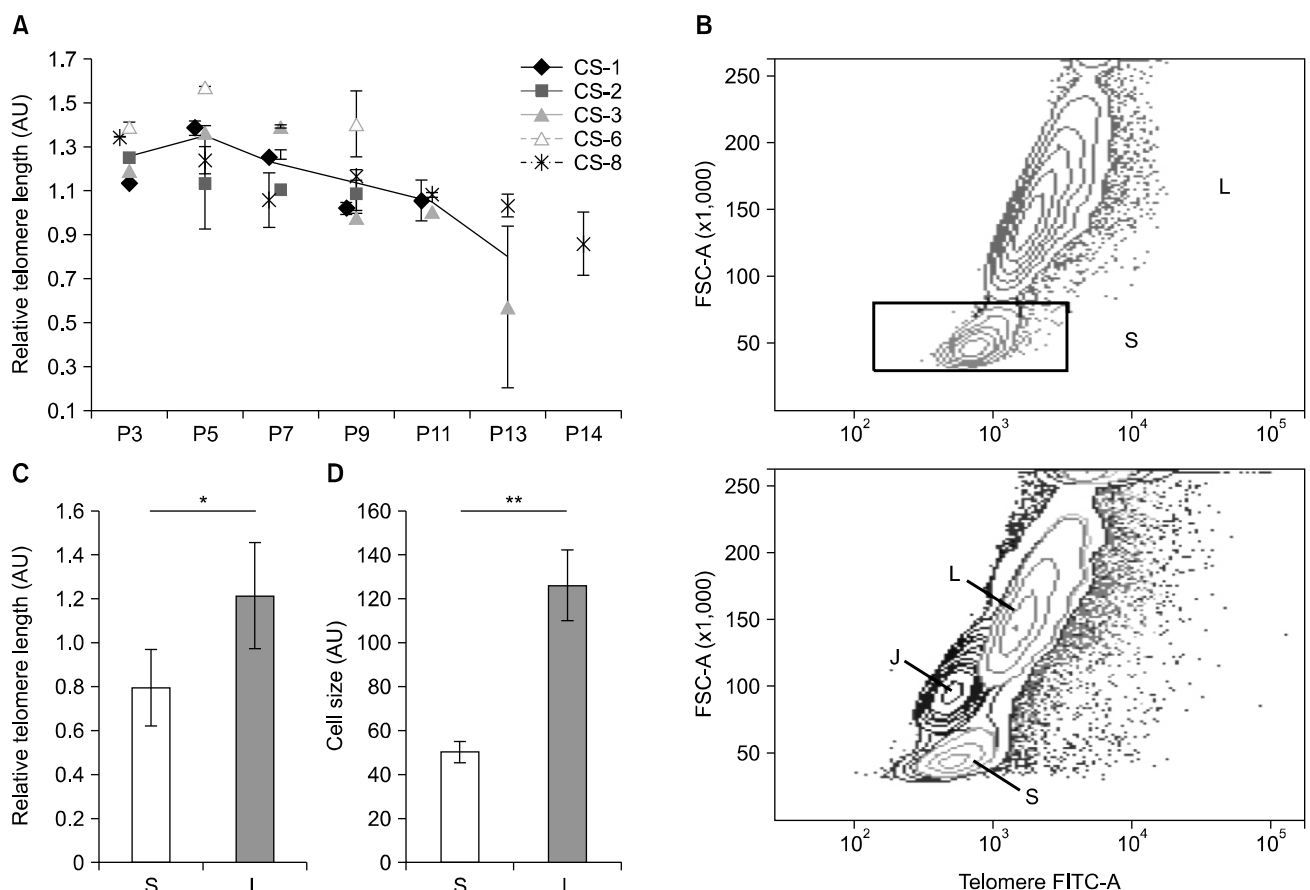 A
Relative telomere length (AU)
1.7
1.5
1.3
1.1
0.9
0.7
0.5
0.3
0.1
P3 P5 P7 P9 P11 P13 P14
CS-1
CS-2
CS-3
CS-6
CS-8
B
FSC-A (x1,000)
250
200
150
100
50
L
S
10² 10³ 10⁴ 10⁵
FSC-A (x1,000)
250
200
150
100
50
L
J
S
10² 10³ 10⁴ 10⁵
Telomere FITC-A
C
Relative telomere length (AU)
1.6
1.4
1.2
1.0
0.8
0.6
0.4
0.2
0
*
S L
D
Cell size (AU)
160
140
120
100
80
60
40
20
0
**
S L